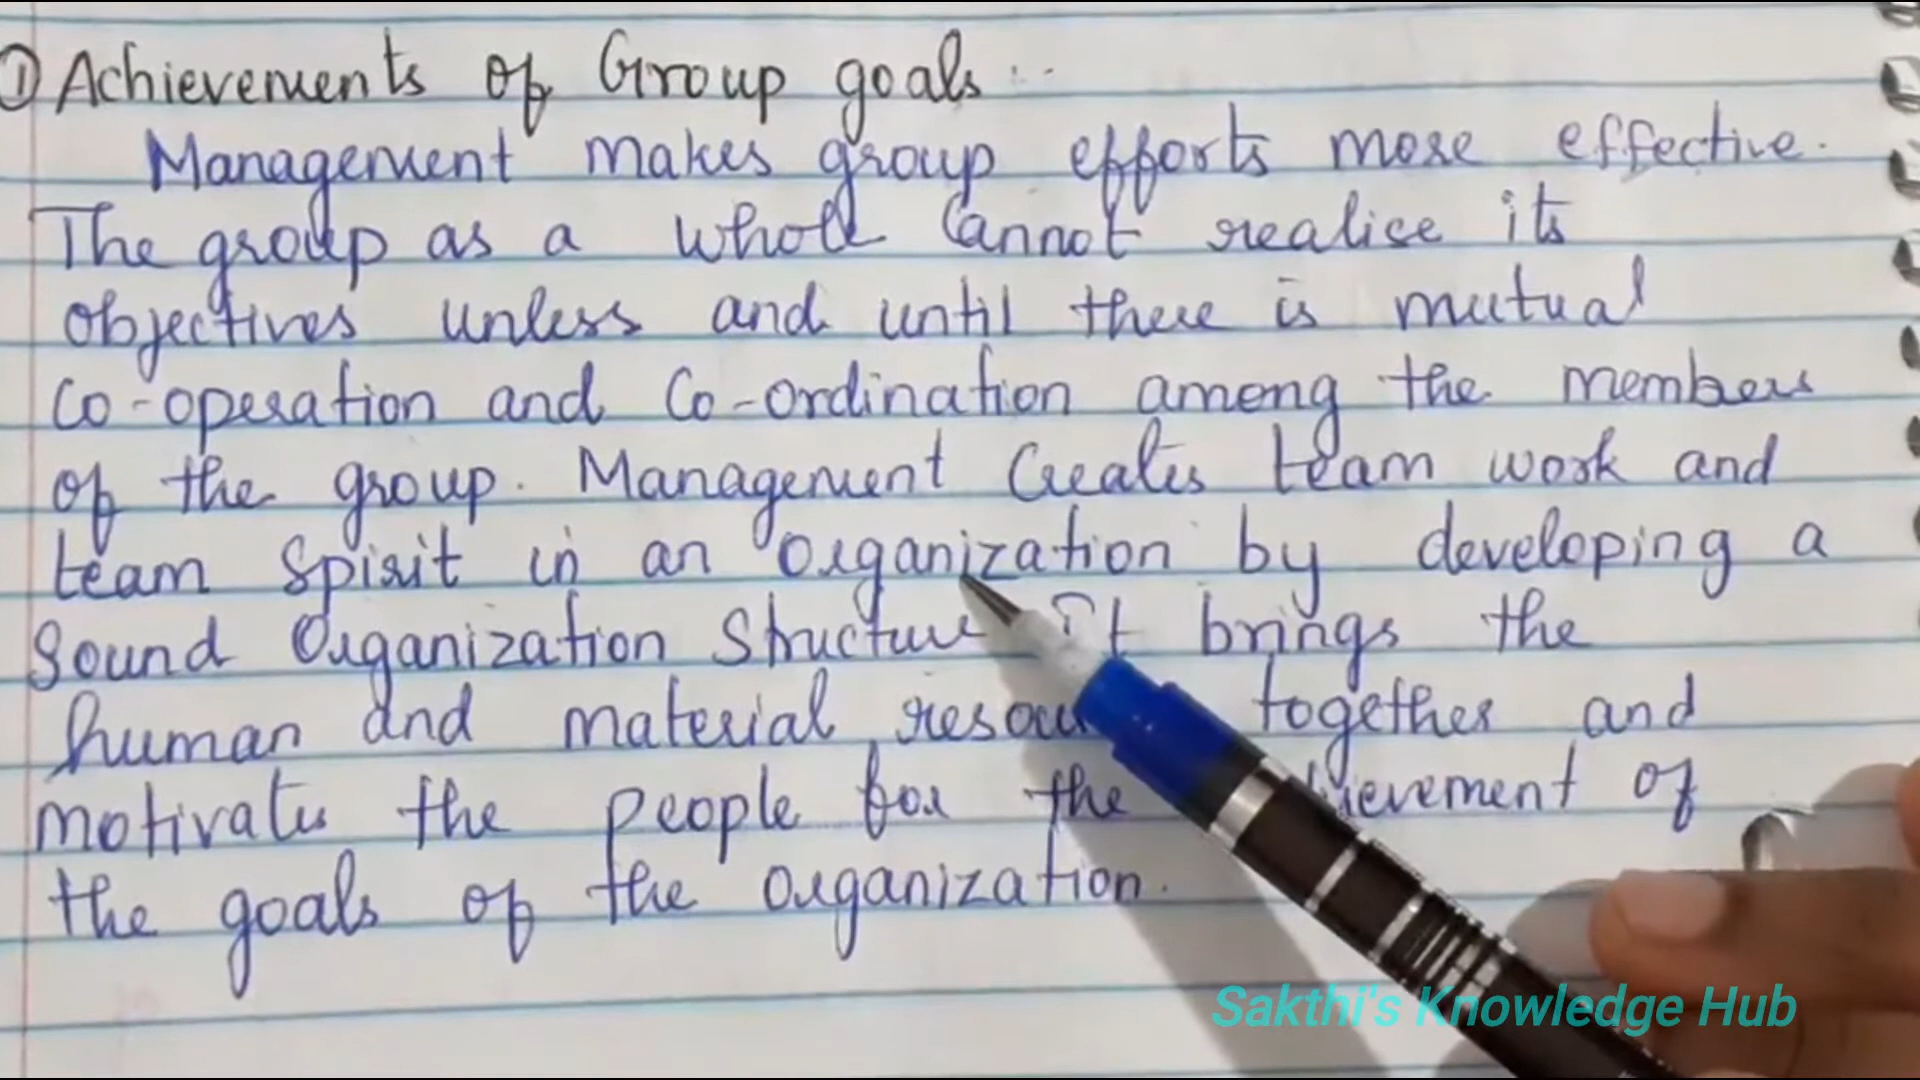 ① Achievements of Group goals :-
Management makes group efforts more effective.
The group as a whole cannot realise its
objectives unless and until there is mutual
co-operation and co-ordination among the members
of the group. Management creates team work and
team spirit in an organization by developing a
sound organization structure It brings the
human and material together and
motivates the people for the of
the goals of the organization.
Sakthi's Knowledge Hub